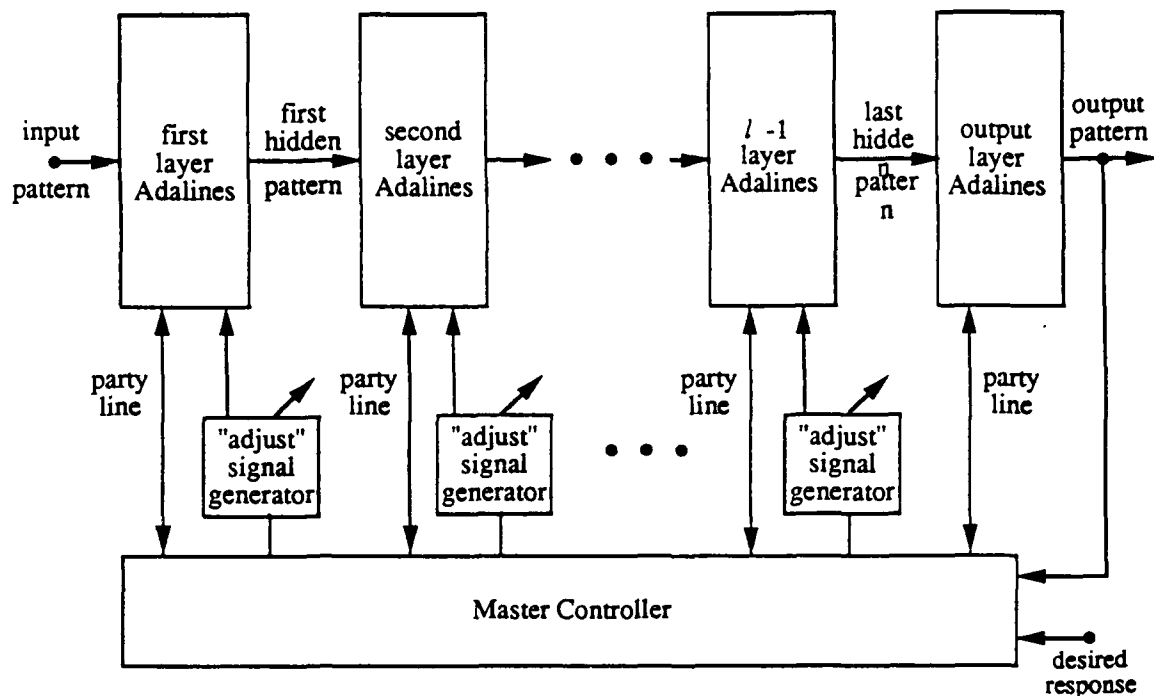 input
pattern
first
layer
Adalines
first
hidden
pattern
second
layer
Adalines
l -1
layer
Adalines
last
hidde
n
patter
n
output
layer
Adalines
output
pattern
party
line
"adjust"
signal
generator
party
line
"adjust"
signal
generator
party
line
"adjust"
signal
generator
party
line
Master Controller
desired
response